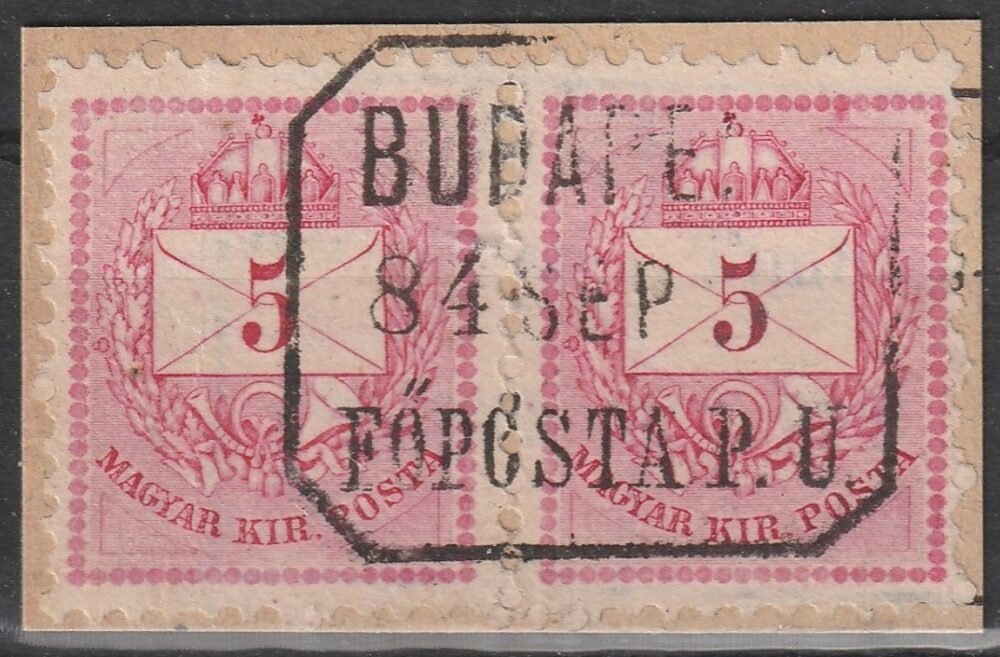 BUDAPE.
84 SEP
FŐPOSTA P. U.
5
MAGYAR KIR. POSTA
5
MAGYAR KIR. POSTA